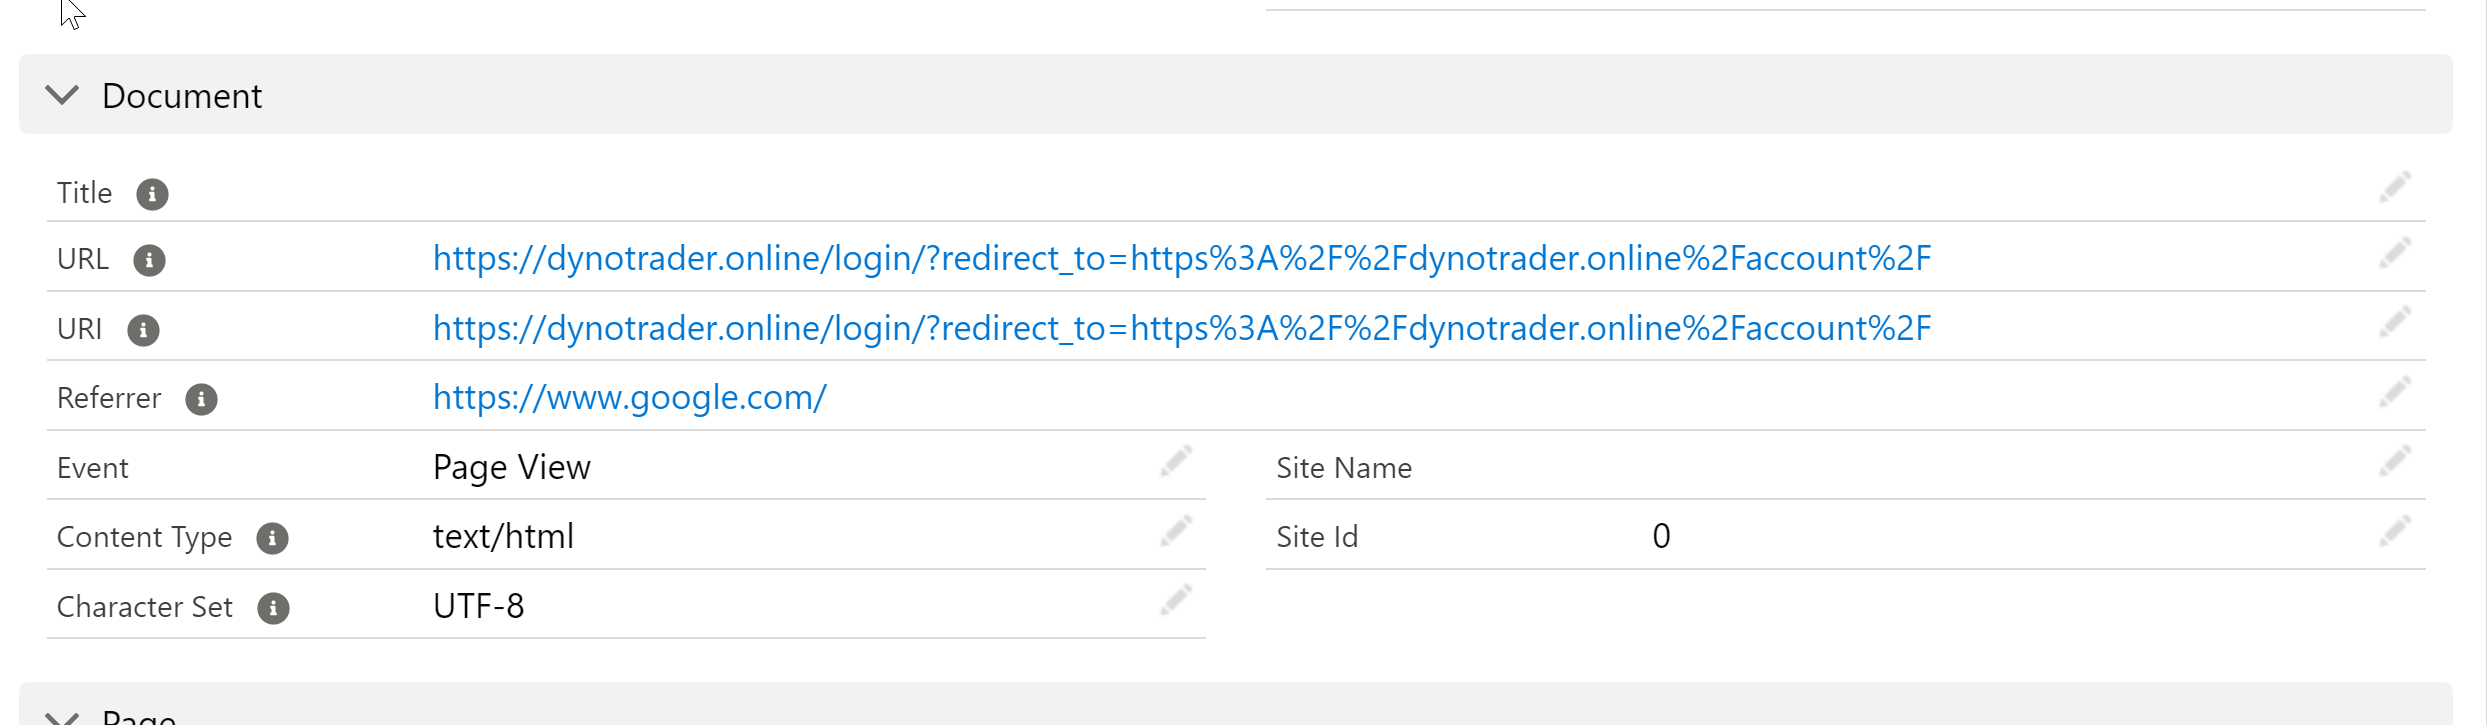 Document
Title
URL https://dynotrader.online/login/?redirect_to=https%3A%2F%2Fdynotrader.online%2Faccount%2F
URI https://dynotrader.online/login/?redirect_to=https%3A%2F%2Fdynotrader.online%2Faccount%2F
Referrer https://www.google.com/
Event Page View Site Name
Content Type text/html Site Id 0
Character Set UTF-8
Page